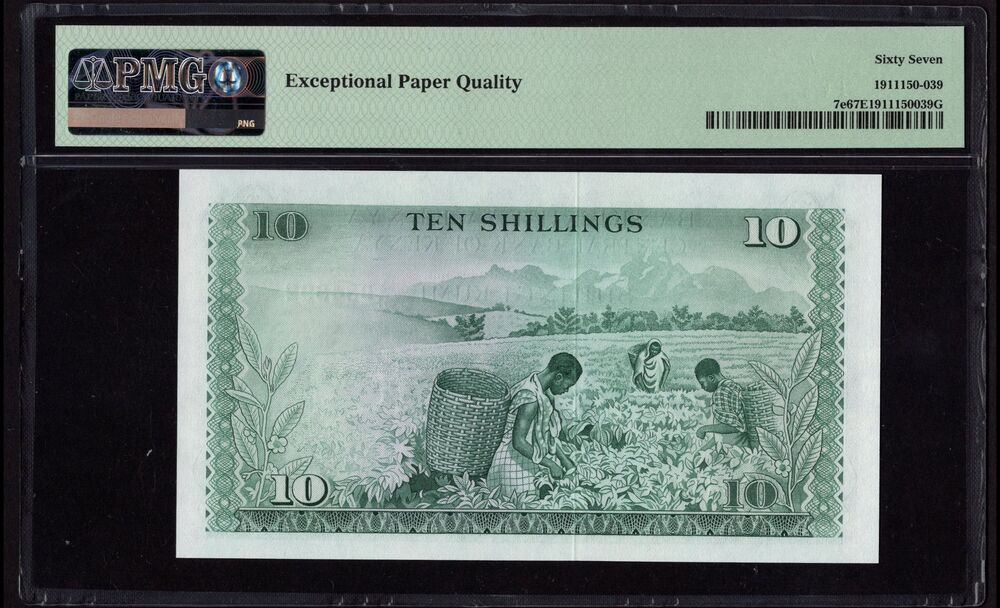 PMG
PNG
Exceptional Paper Quality
Sixty Seven
1911150-039
7e67E1911150039G
10
TEN SHILLINGS
10
10
10